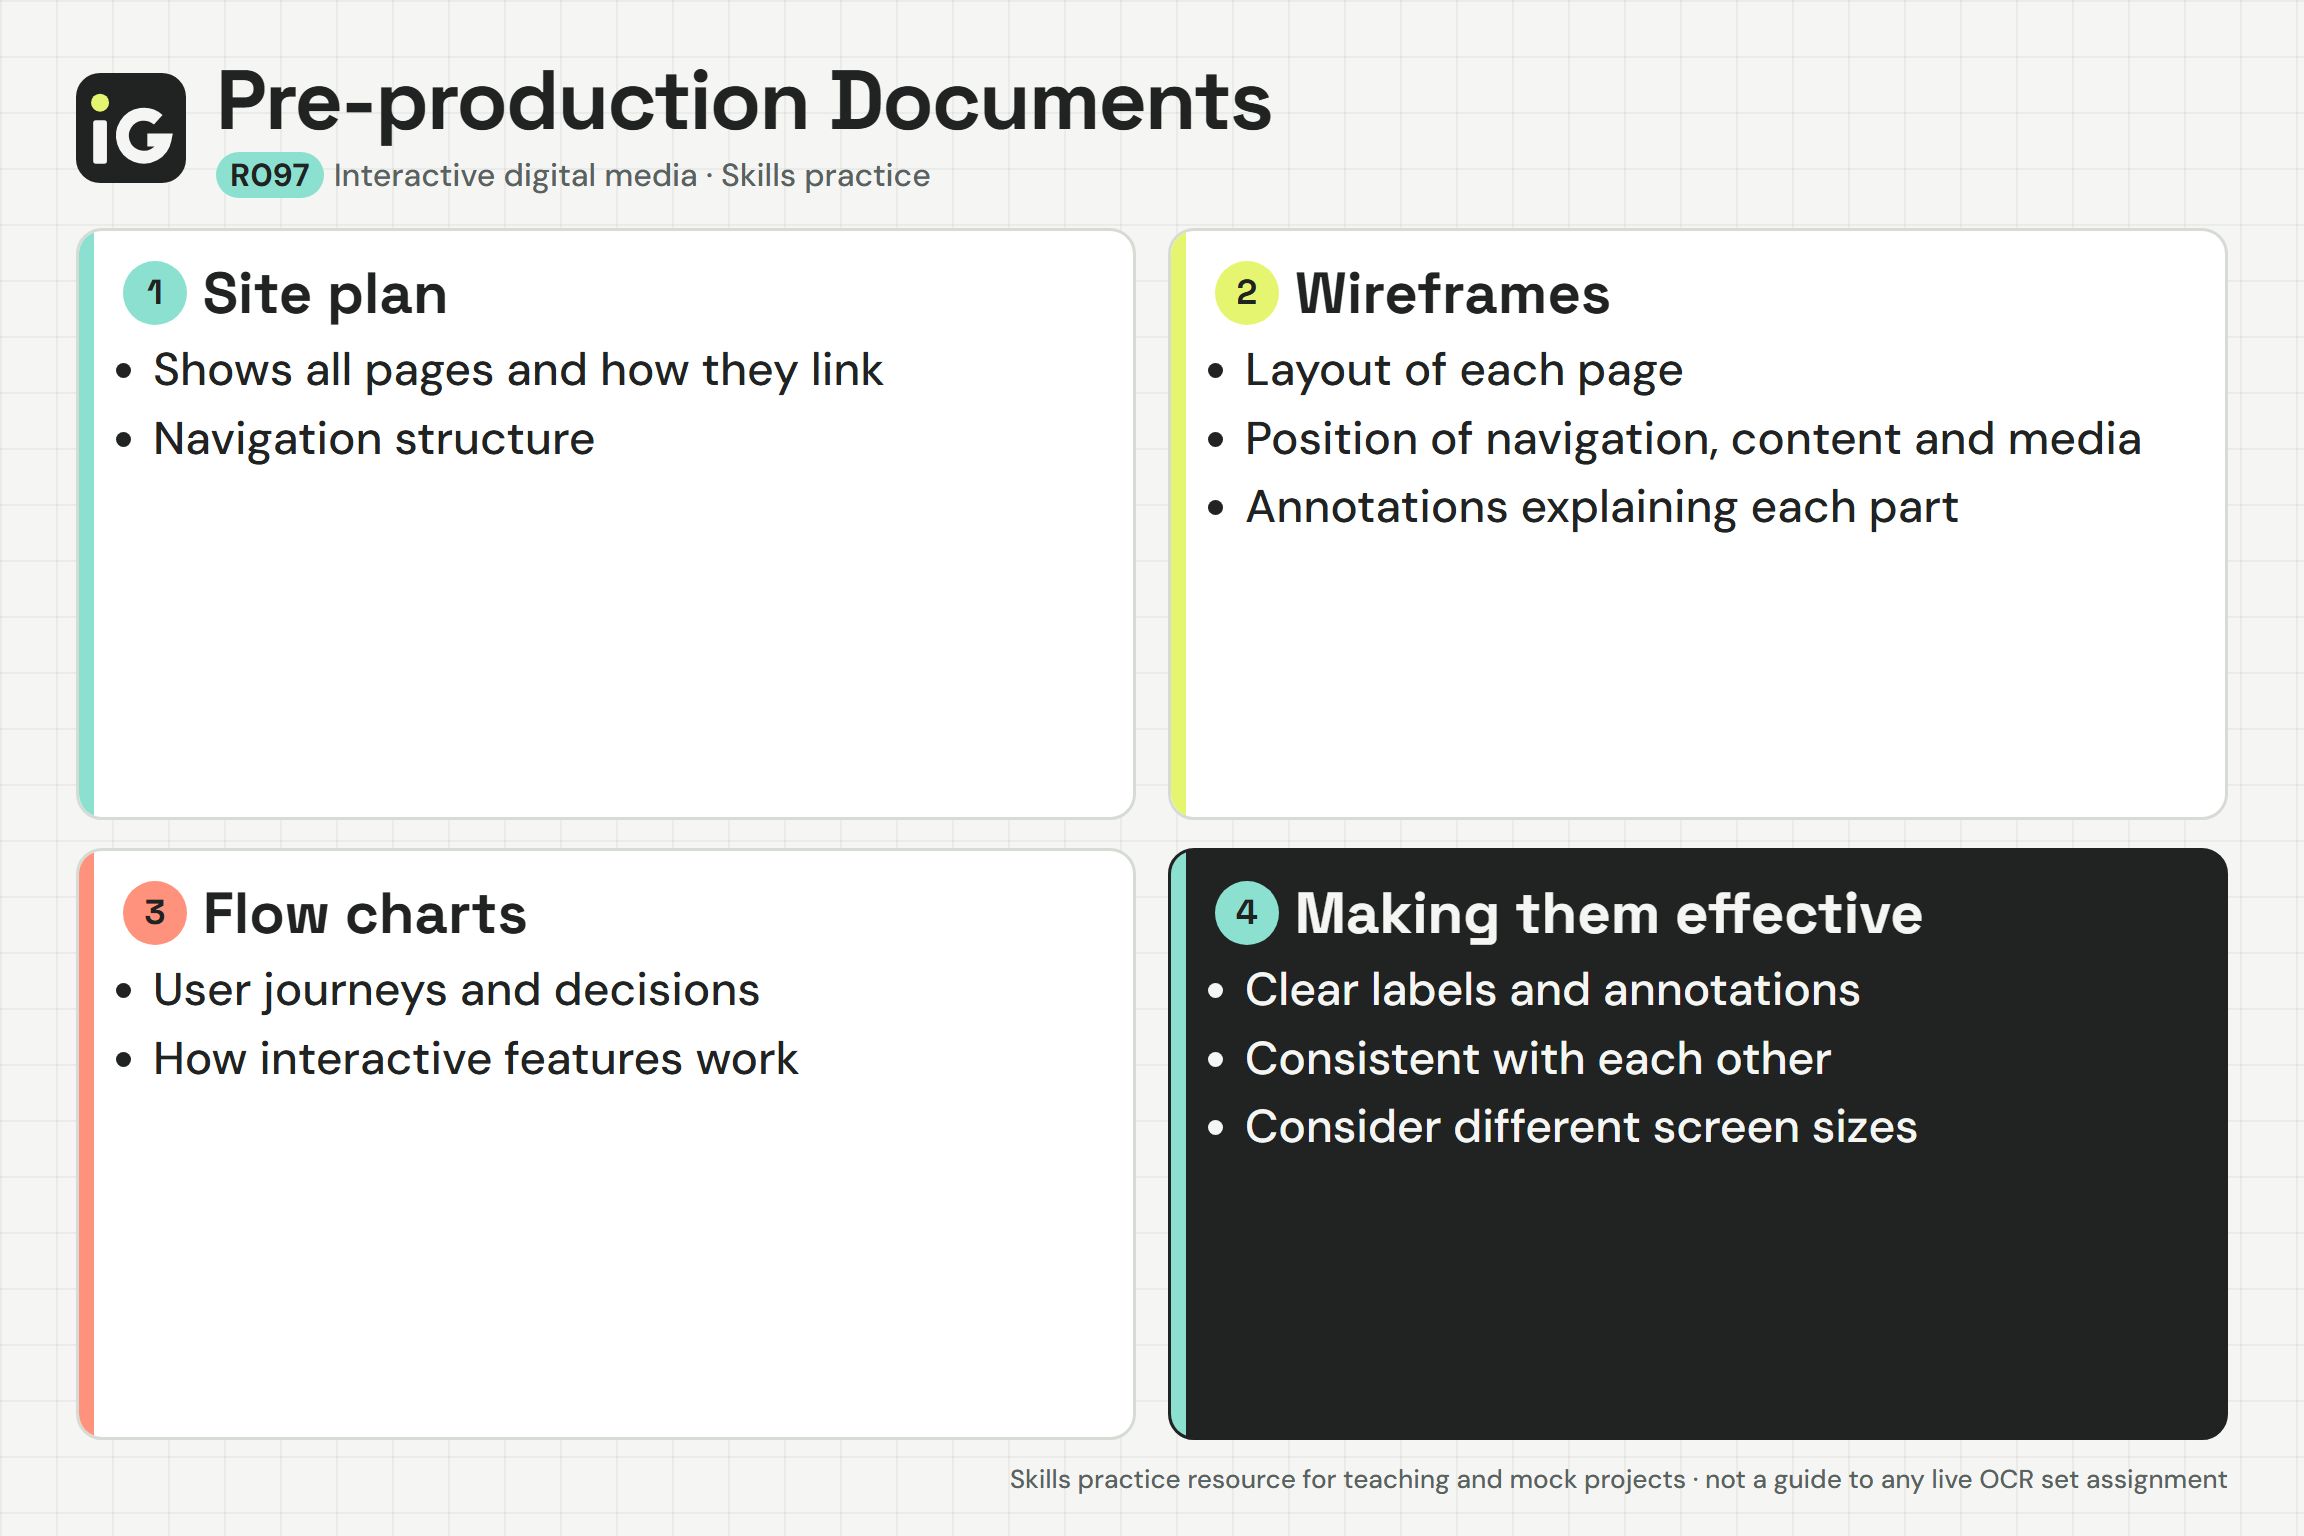 iG
Pre-production Documents
R097 Interactive digital media · Skills practice
1 Site plan
• Shows all pages and how they link
• Navigation structure
2 Wireframes
• Layout of each page
• Position of navigation, content and media
• Annotations explaining each part
3 Flow charts
• User journeys and decisions
• How interactive features work
4 Making them effective
• Clear labels and annotations
• Consistent with each other
• Consider different screen sizes
Skills practice resource for teaching and mock projects · not a guide to any live OCR set assignment